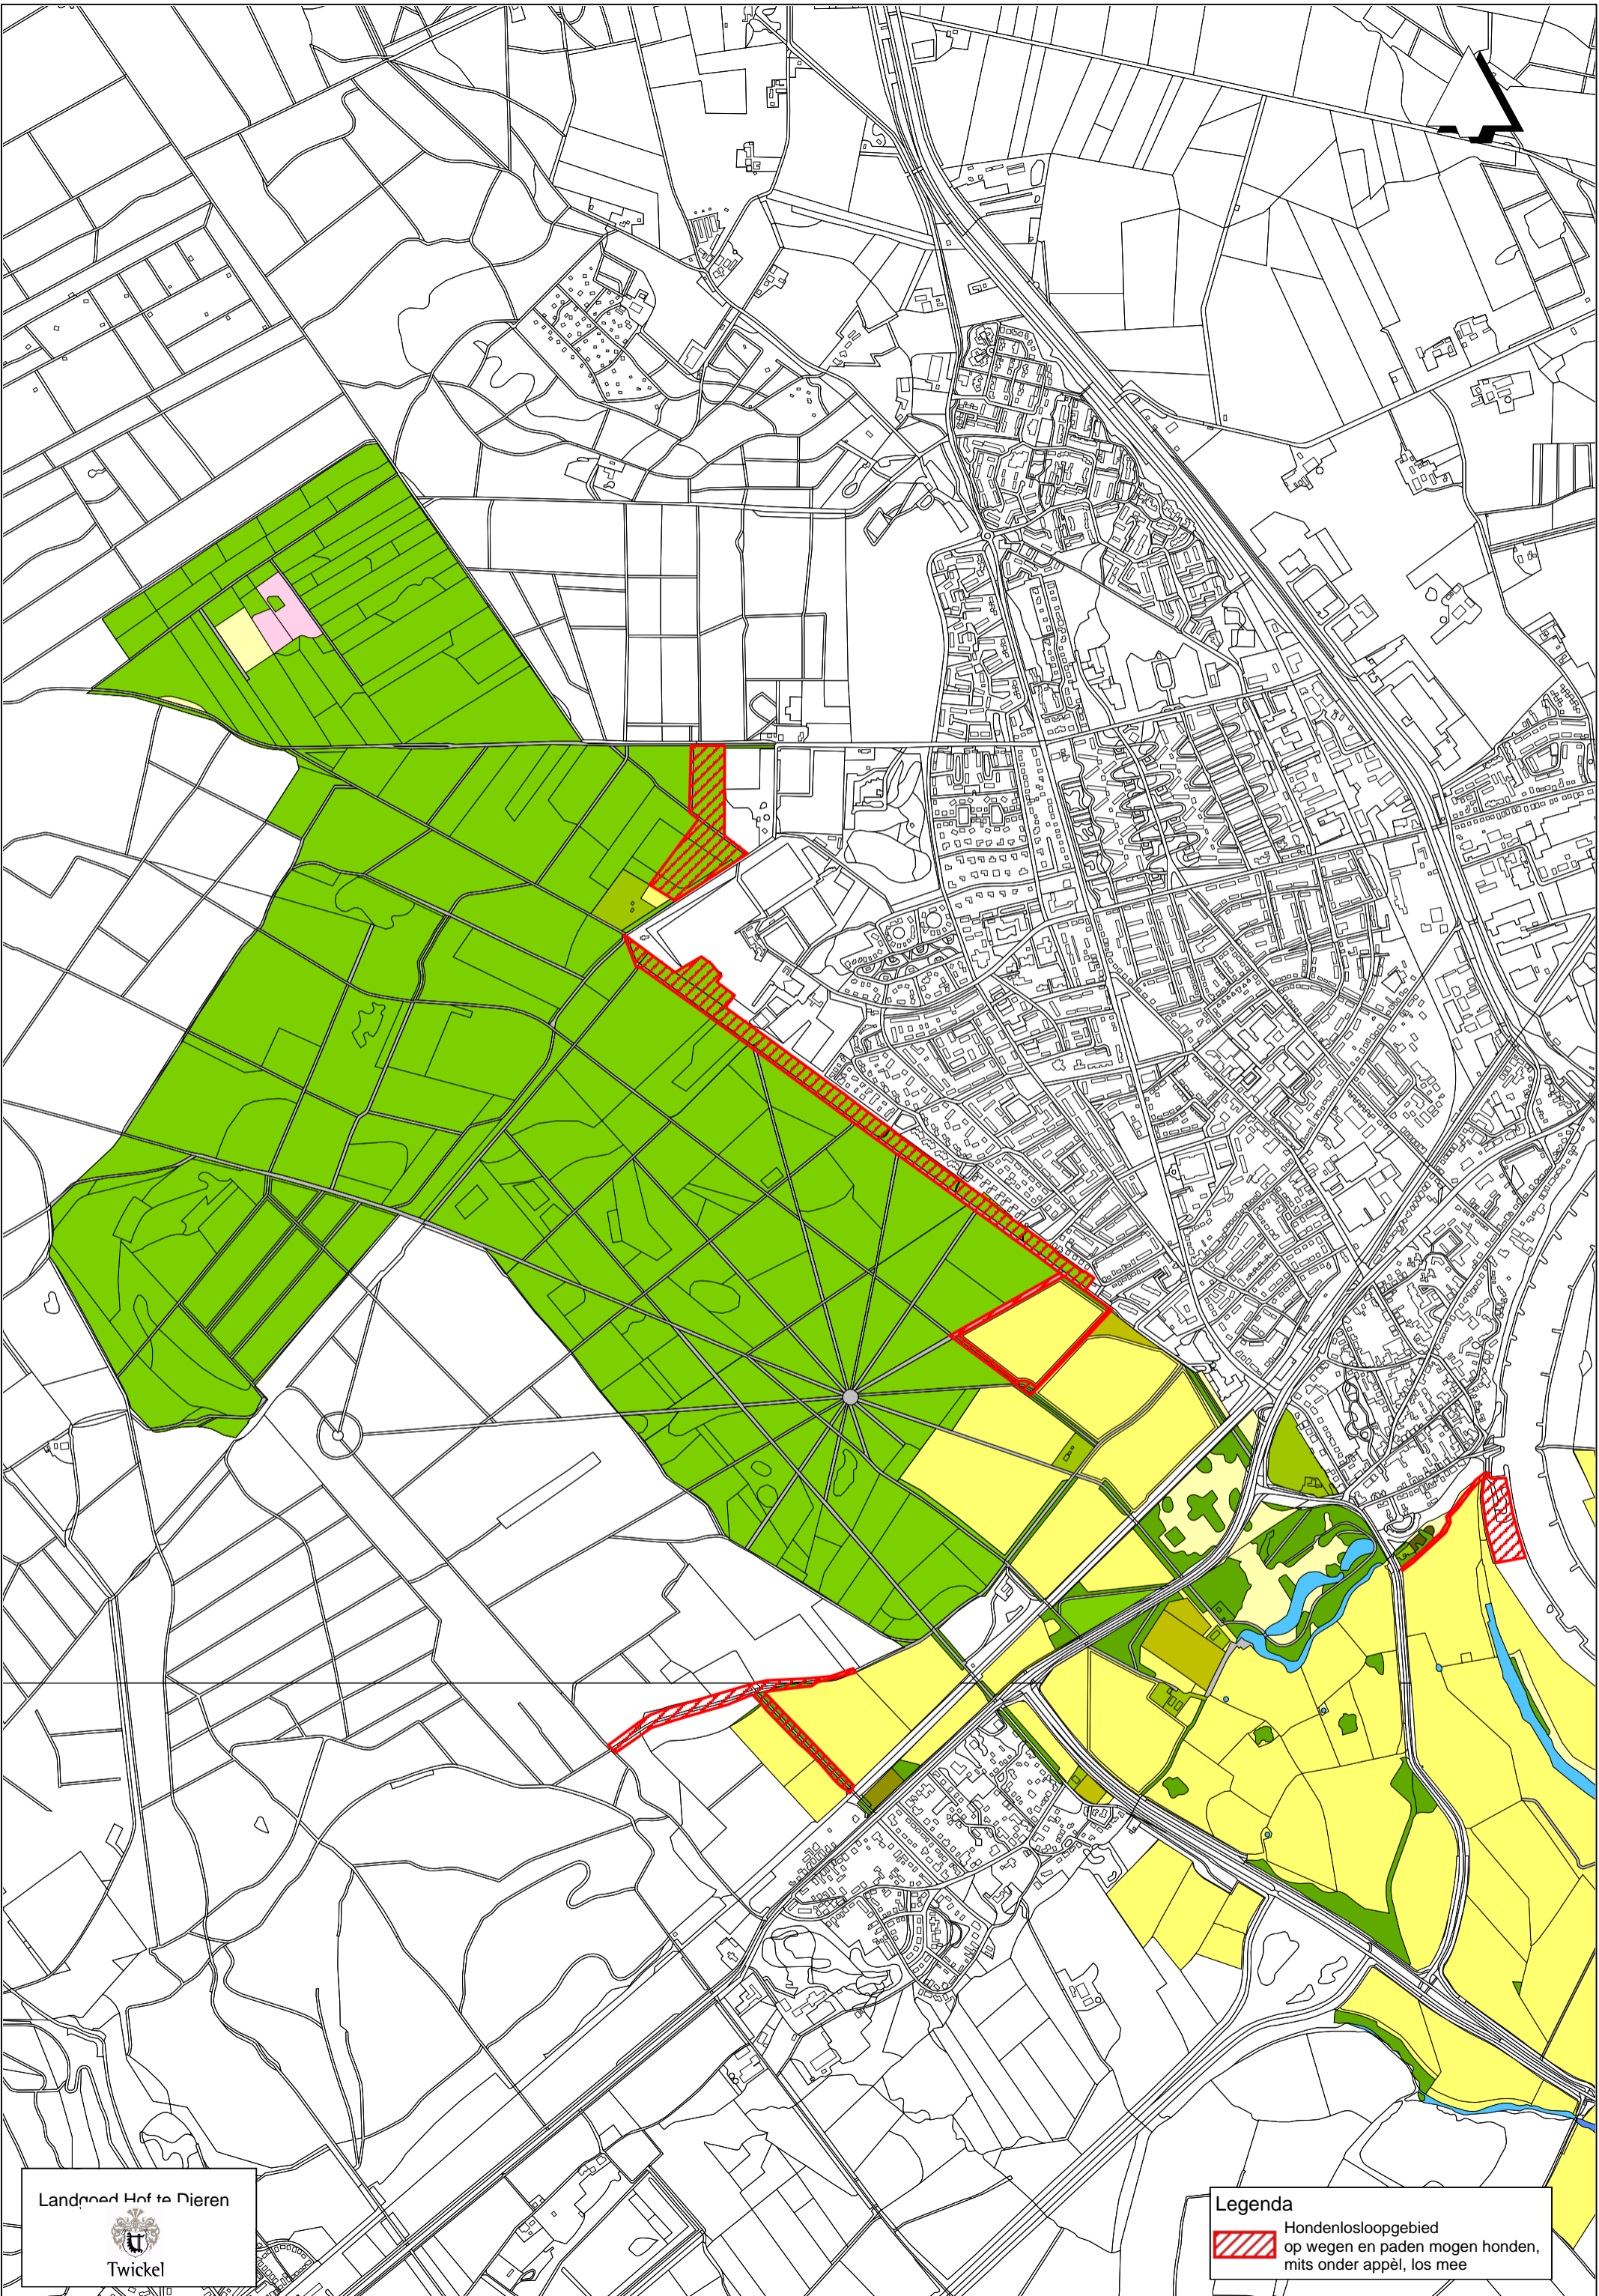 Landgoed Hof te Dieren
Twickel
Legenda
Hondenlosloopgebied
op wegen en paden mogen honden,
mits onder appèl, los mee